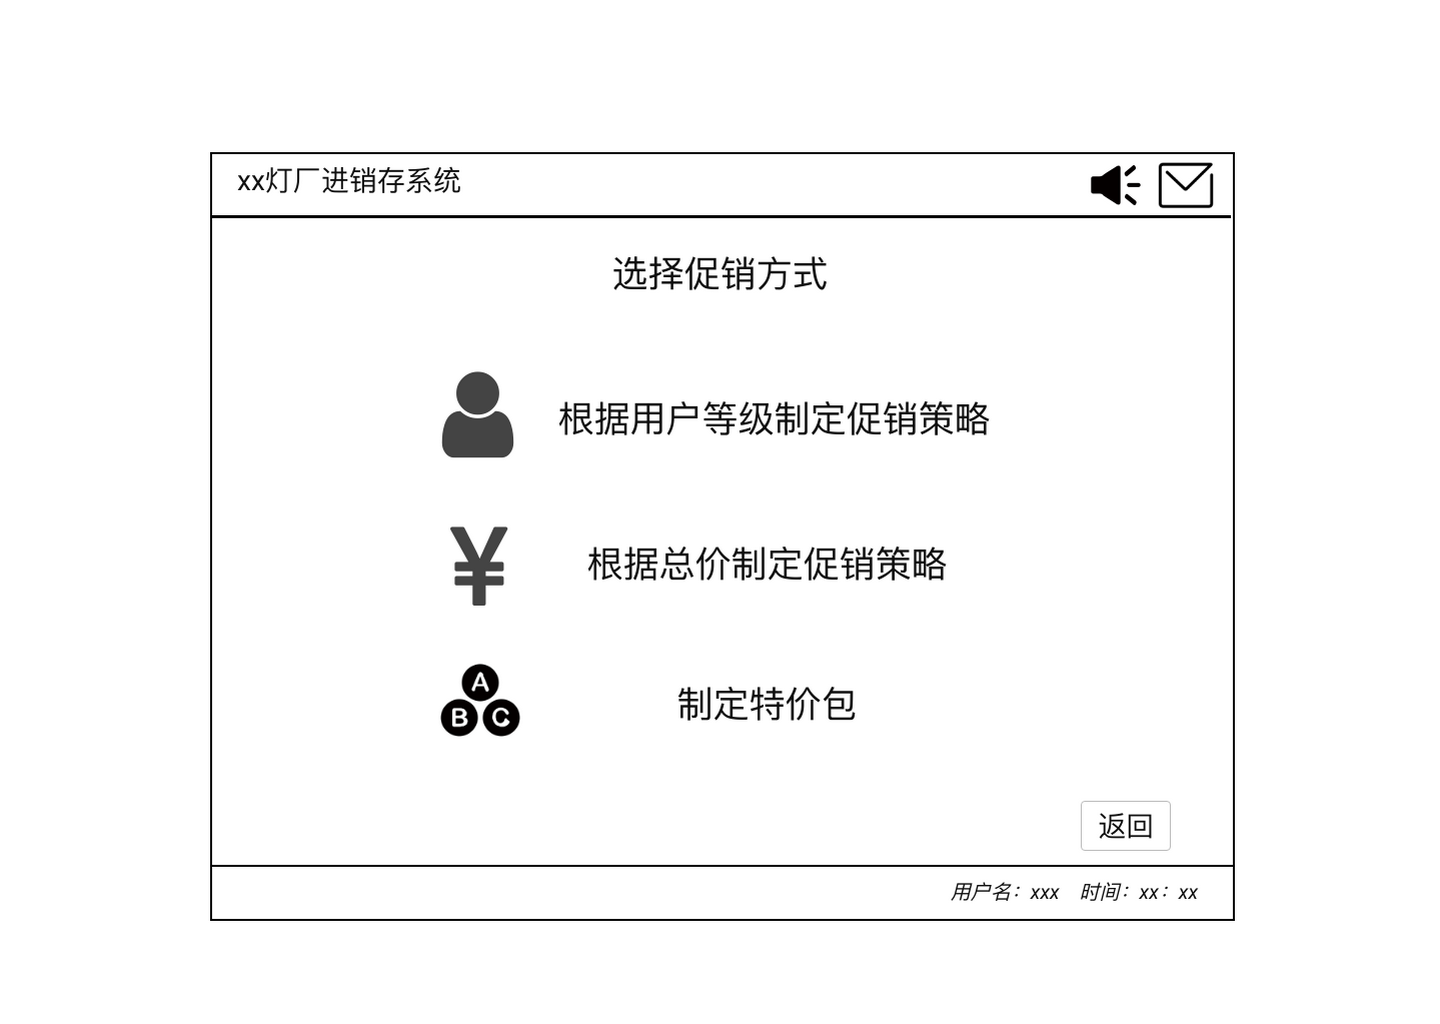 xx灯厂进销存系统
选择促销方式
根据用户等级制定促销策略
¥
根据总价制定促销策略
A
B C
制定特价包
返回
用户名：xxx 时间：xx：xx